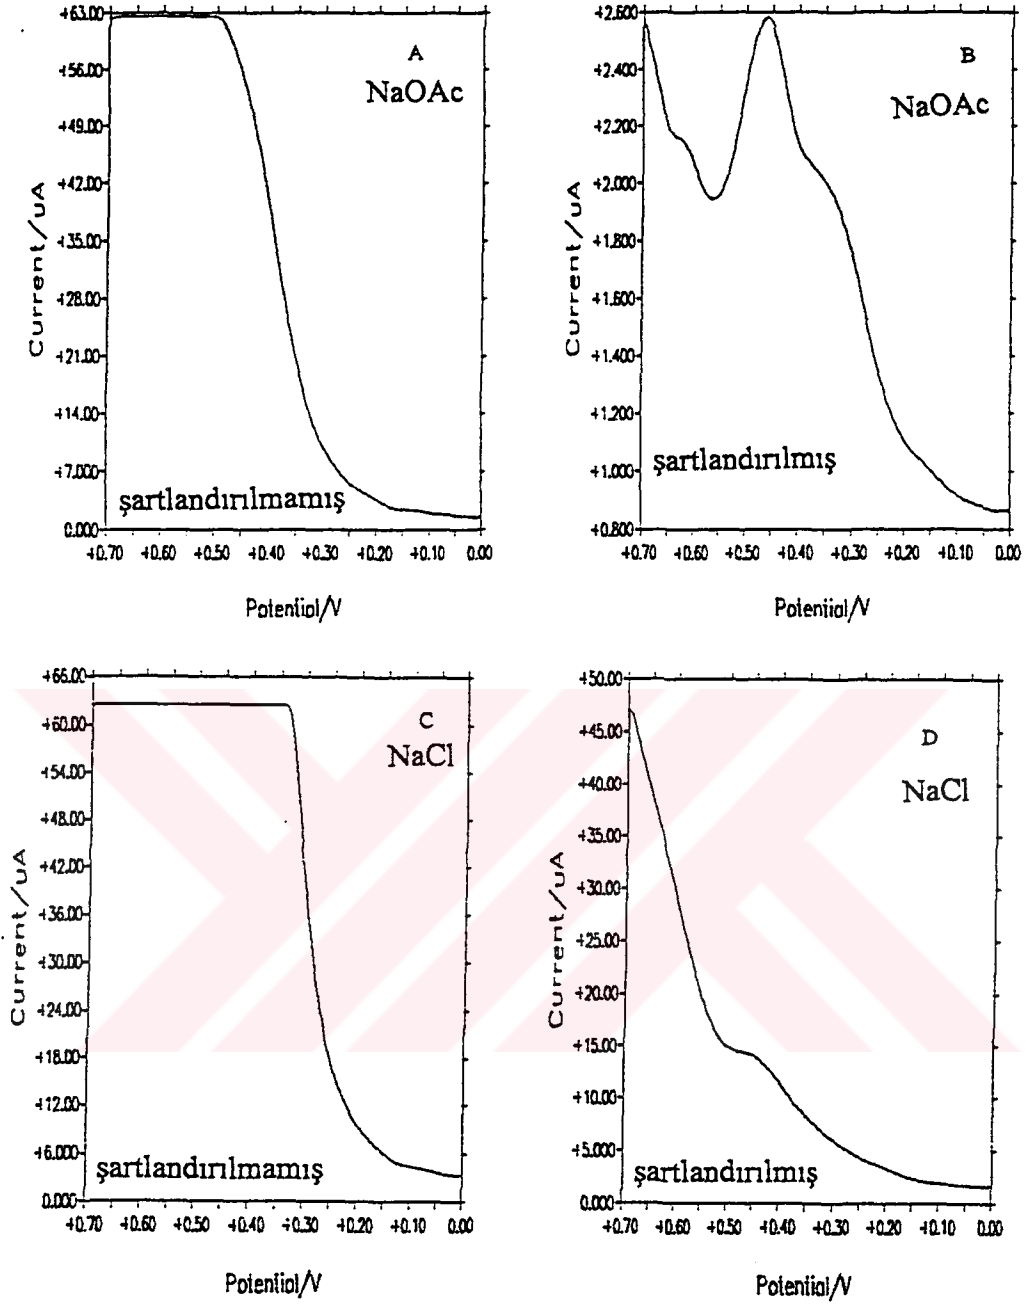 A
NaOAc
+63.00
+56.00
+49.00
+42.00
+35.00
+28.00
+21.00
+14.00
+7.000
0.000
Current/uA
şartlandırılmamış
+0.70 +0.60 +0.50 +0.40 +0.30 +0.20 +0.10 0.00
Potential/V
B
NaOAc
+2.600
+2.400
+2.200
+2.000
+1.800
+1.600
+1.400
+1.200
+1.000
+0.800
Current/uA
şartlandırılmış
+0.70 +0.60 +0.50 +0.40 +0.30 +0.20 +0.10 0.00
Potential/V
C
NaCl
+66.00
+60.00
+54.00
+48.00
+42.00
+36.00
+30.00
+24.00
+18.00
+12.00
+6.000
0.000
Current/uA
şartlandırılmamış
+0.70 +0.60 +0.50 +0.40 +0.30 +0.20 +0.10 0.00
Potential/V
D
NaCl
+50.00
+45.00
+40.00
+35.00
+30.00
+25.00
+20.00
+15.00
+10.00
+5.000
0.000
Current/uA
şartlandırılmış
+0.70 +0.60 +0.50 +0.40 +0.30 +0.20 +0.10 0.00
Potential/V